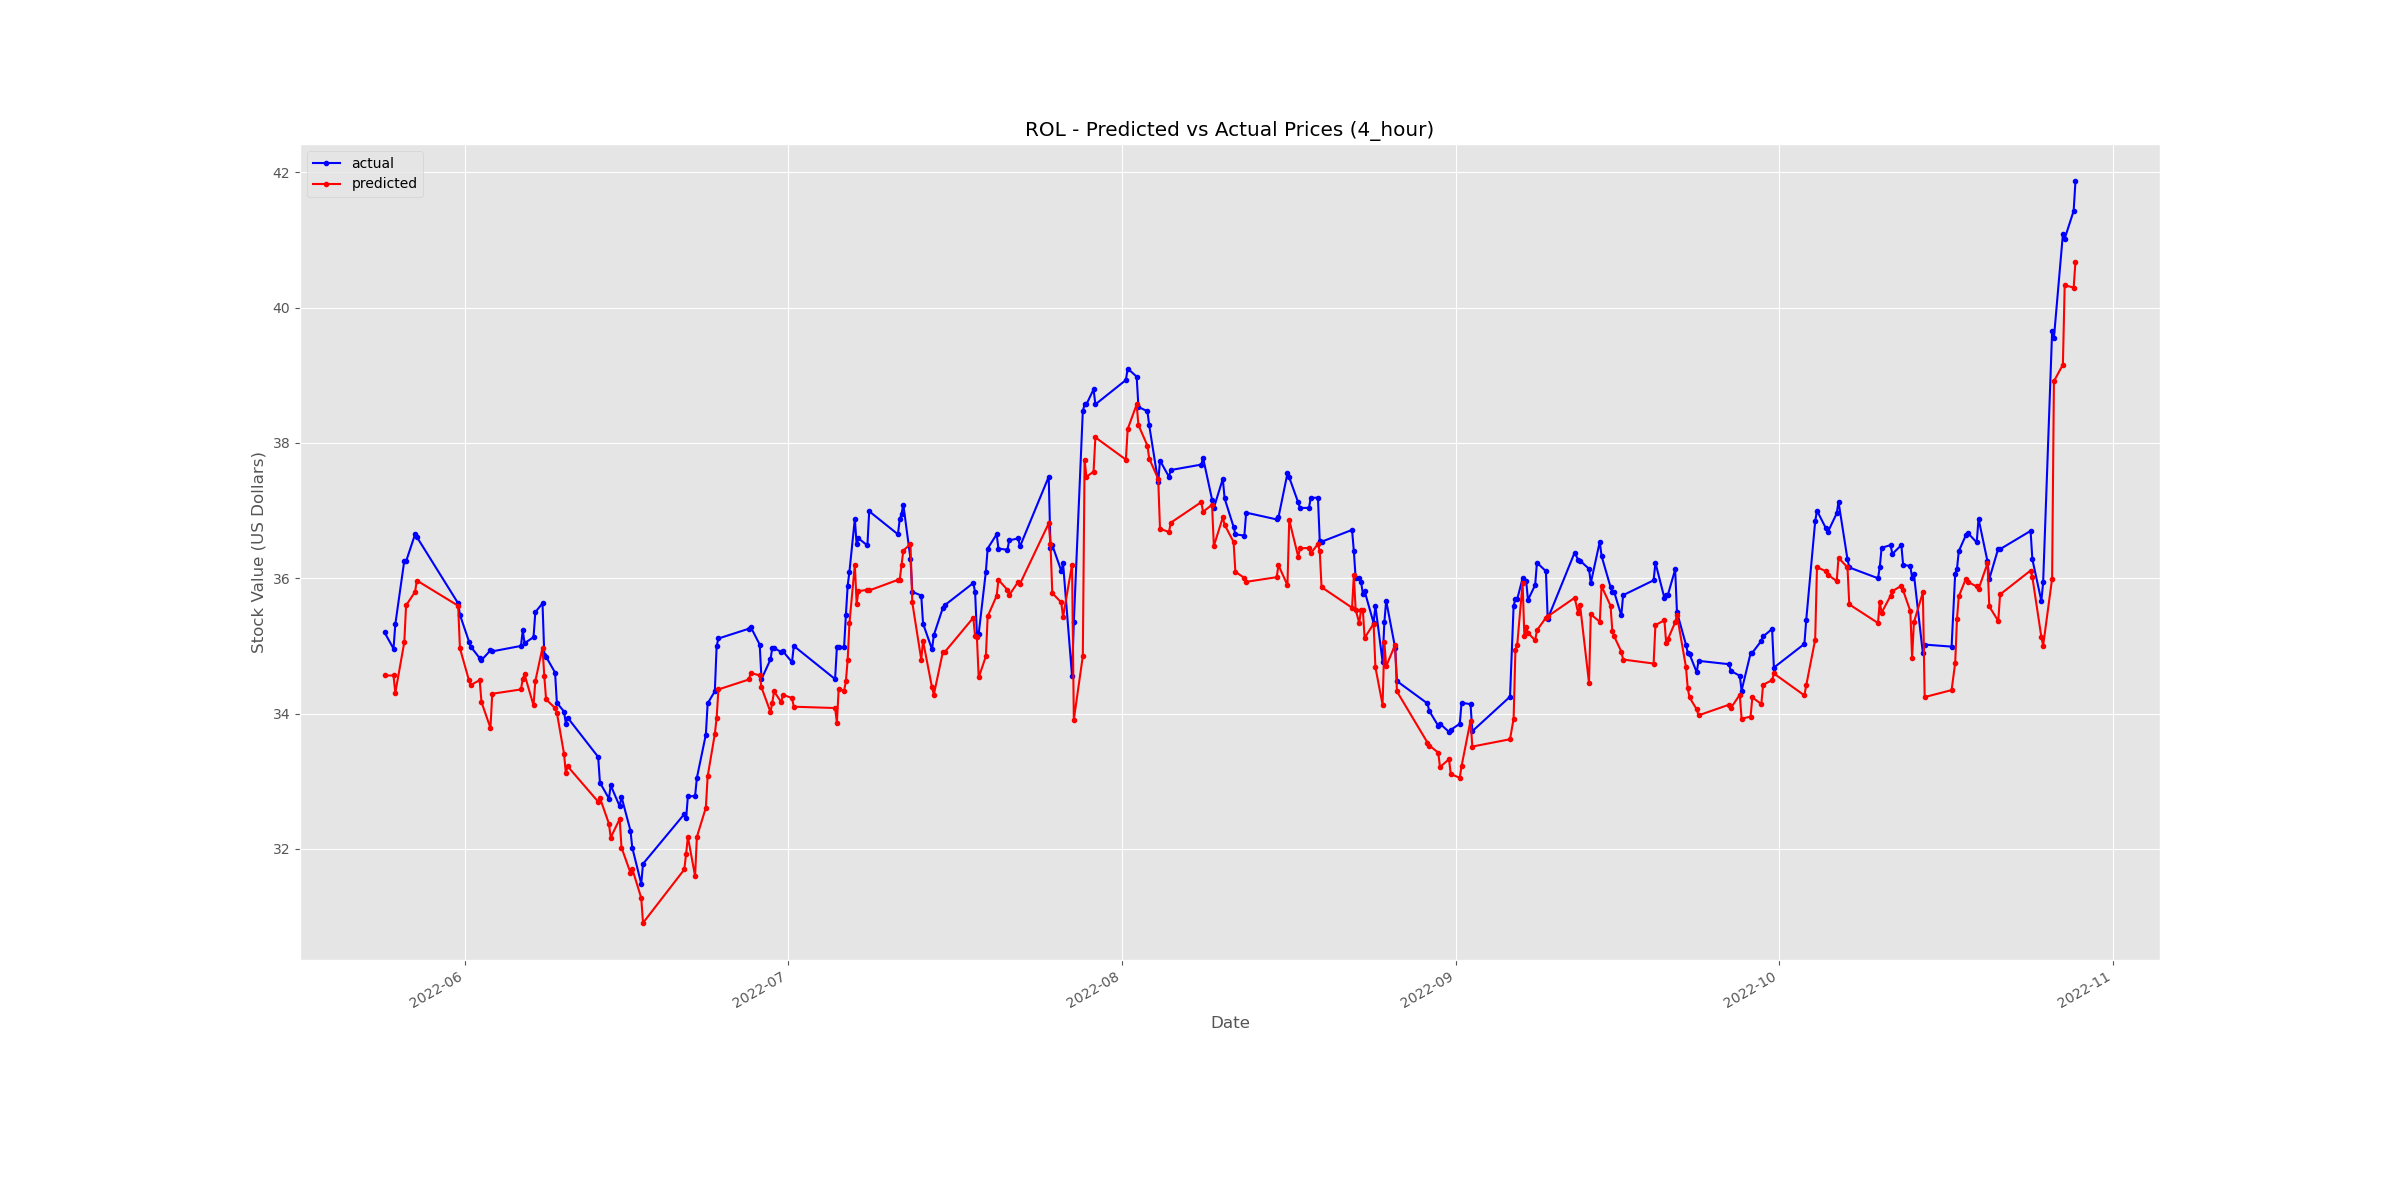 ROL - Predicted vs Actual Prices (4_hour)
actual
predicted
42
40
38
36
34
32
Stock Value (US Dollars)
2022-06
2022-07
2022-08
2022-09
2022-10
2022-11
Date